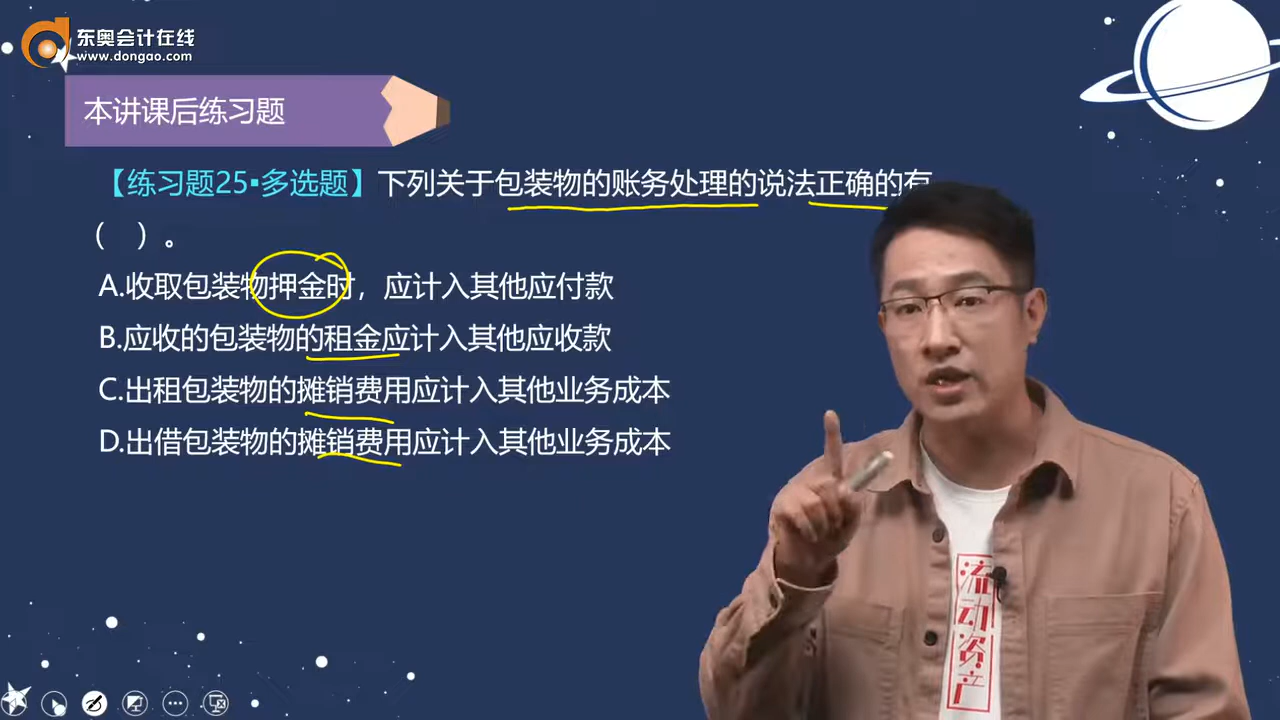 东奥会计在线
www.dongao.com
本讲课后练习题
【练习题25·多选题】下列关于包装物的账务处理的说法正确的有
（ ）。
A.收取包装物押金时，应计入其他应付款
B.应收的包装物的租金应计入其他应收款
C.出租包装物的摊销费用应计入其他业务成本
D.出借包装物的摊销费用应计入其他业务成本
流动资产